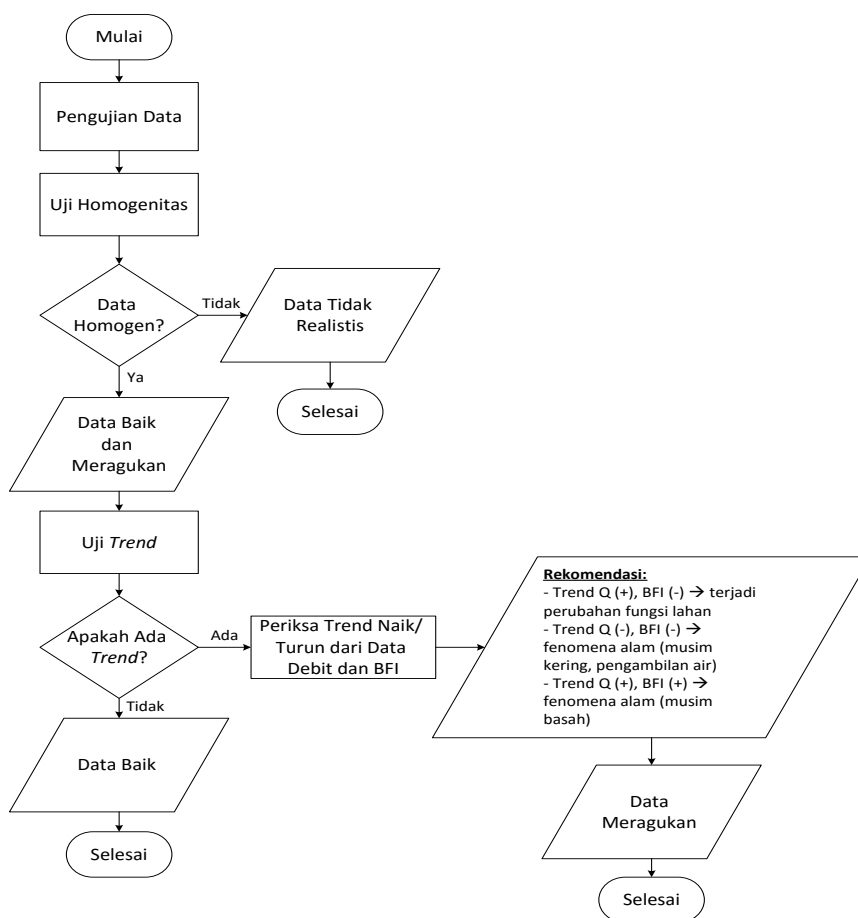 Mulai
Pengujian Data
Uji Homogenitas
Data
Homogen?
Tidak
Data Tidak
Realistis
Selesai
Ya
Data Baik
dan
Meragukan
Uji Trend
Apakah Ada
Trend?
Ada
Periksa Trend Naik/
Turun dari Data
Debit dan BFI
Rekomendasi:
- Trend Q (+), BFI (-) → terjadi
perubahan fungsi lahan
- Trend Q (-), BFI (-) →
fenomena alam (musim
kering, pengambilan air)
- Trend Q (+), BFI (+) →
fenomena alam (musim
basah)
Tidak
Data Baik
Selesai
Data
Meragukan
Selesai